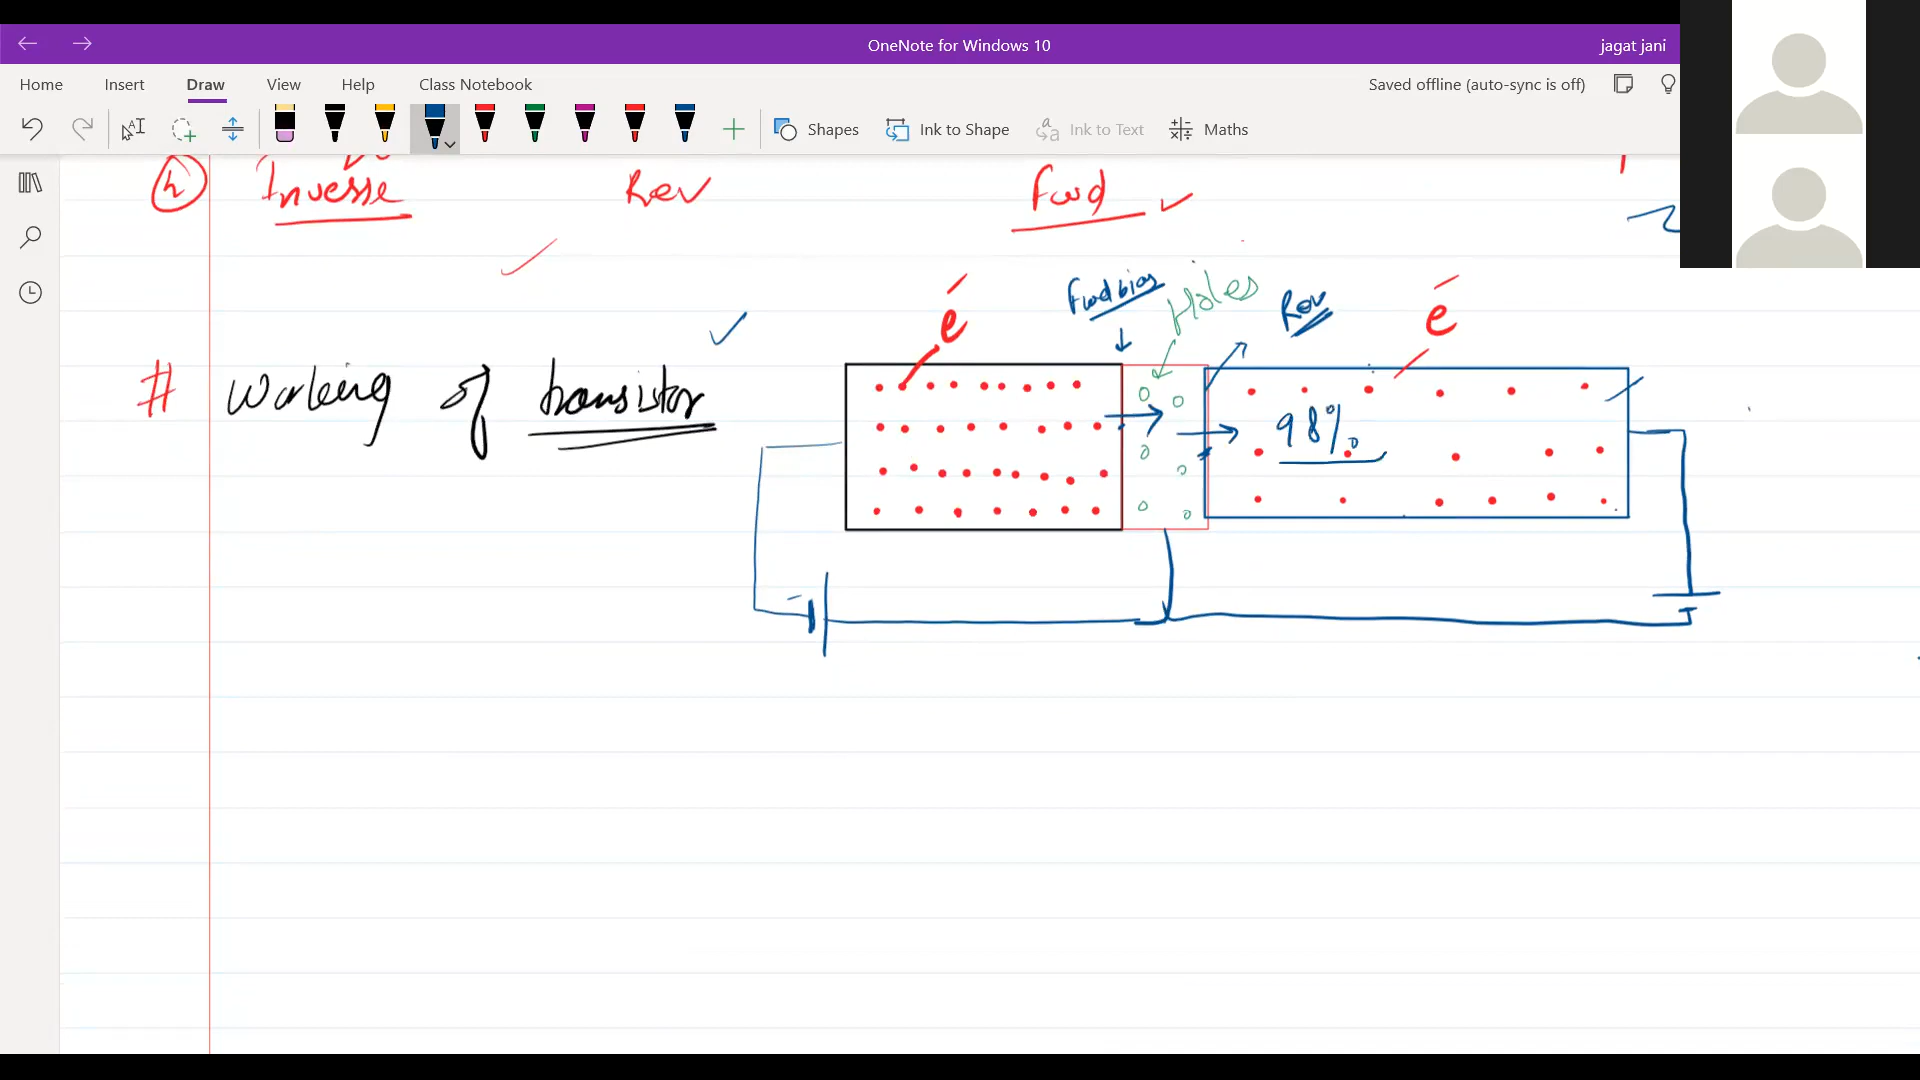 OneNote for Windows 10
jagat jani
Home Insert Draw View Help Class Notebook
Saved offline (auto-sync is off)
Shapes Ink to Shape Ink to Text Maths
Inverse Rev Fwd
Fwd bias Holes Rev
e e
# Working of transistor
98%